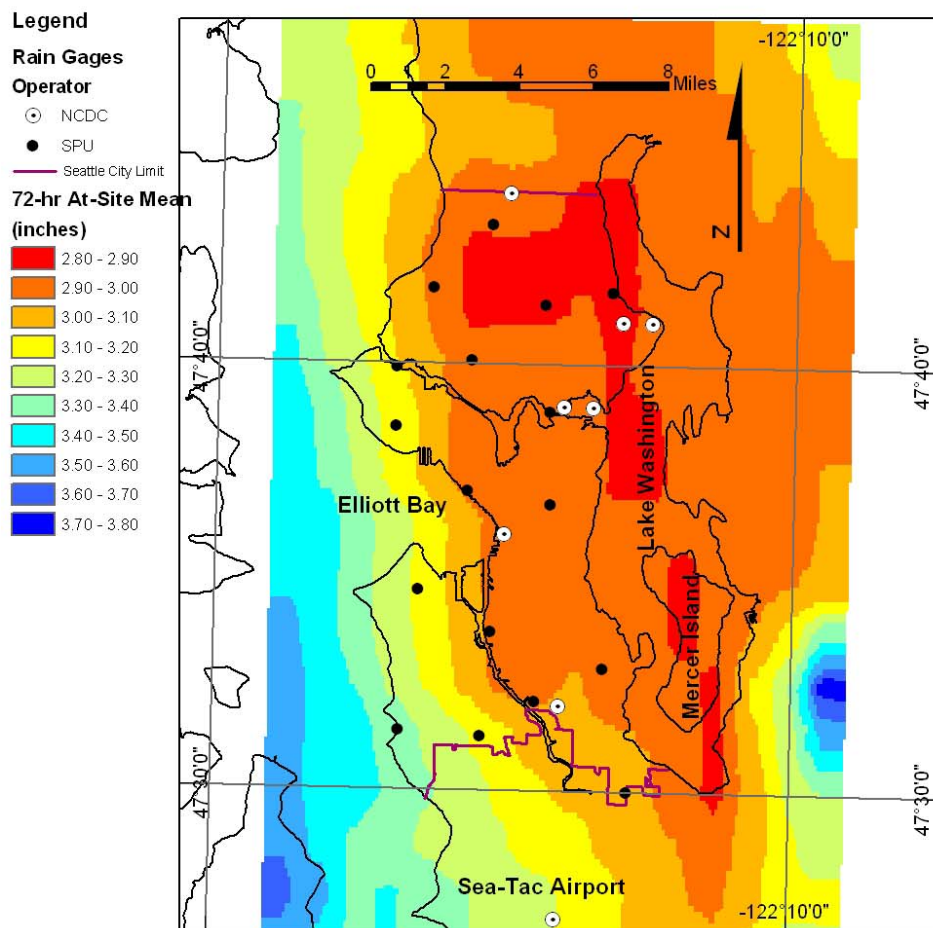 Legend
Rain Gages
Operator
NCDC
SPU
Seattle City Limit
72-hr At-Site Mean
(inches)
2.80 - 2.90
2.90 - 3.00
3.00 - 3.10
3.10 - 3.20
3.20 - 3.30
3.30 - 3.40
3.40 - 3.50
3.50 - 3.60
3.60 - 3.70
3.70 - 3.80
-122°10'0"
0 2 4 6 8
Miles
N
47°40'0"
47°40'0"
Elliott Bay
Lake Washington
Mercer Island
47°30'0"
47°30'0"
Sea-Tac Airport
-122°10'0"